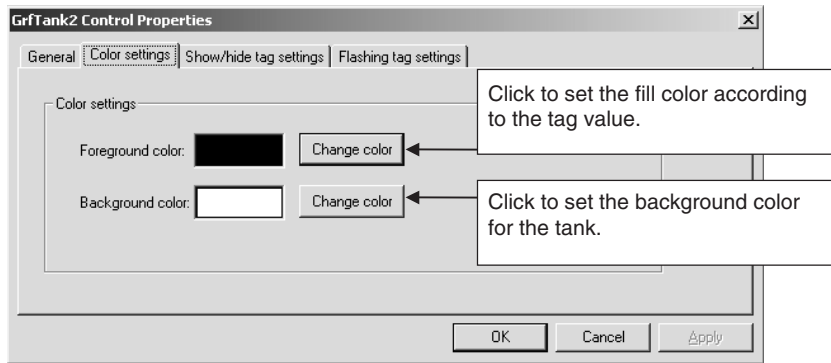 GrfTank2 Control Properties
General
Color settings
Show/hide tag settings
Flashing tag settings
Color settings
Foreground color:
Change color
Click to set the fill color according
to the tag value.
Background color:
Change color
Click to set the background color
for the tank.
OK
Cancel
Apply